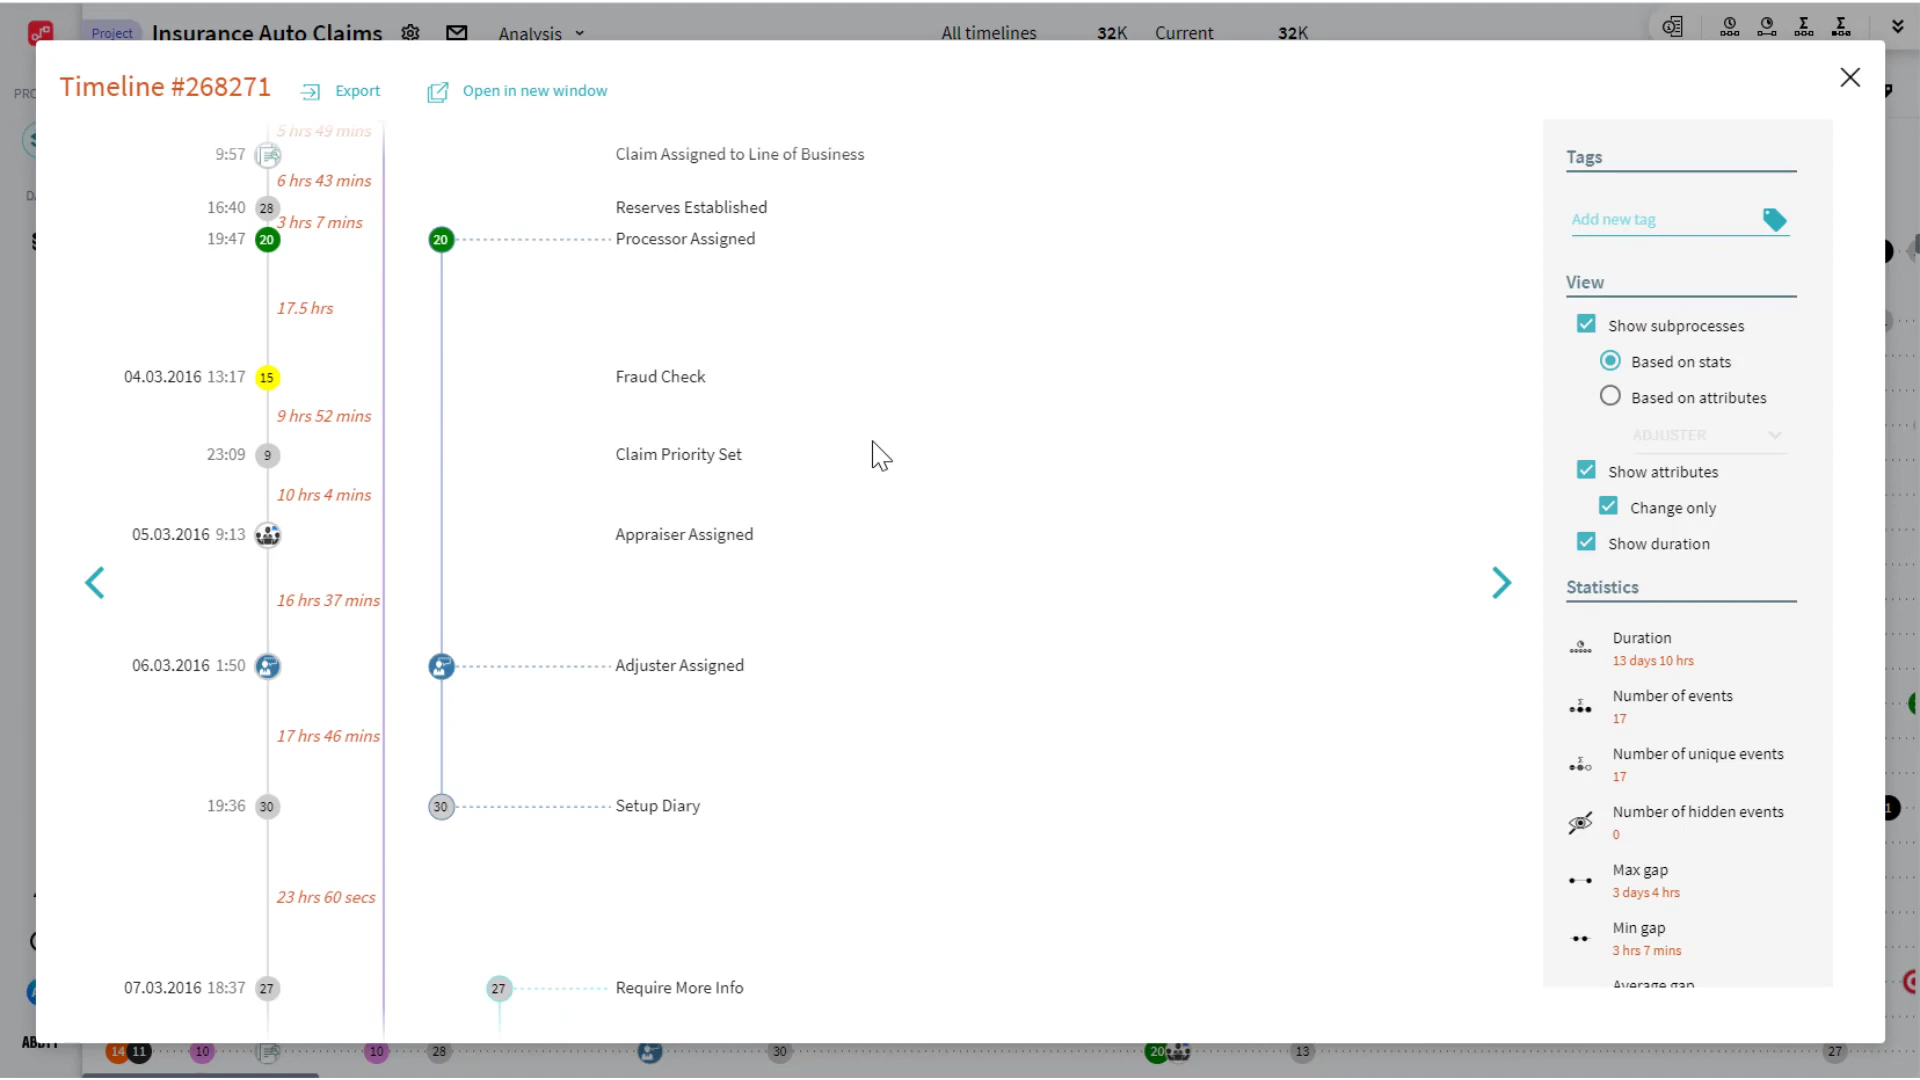 Project Insurance Auto Claims Analysis All timelines 32K Current 32K
Timeline #268271 Export Open in new window
5 hrs 49 mins
9:57 Claim Assigned to Line of Business
6 hrs 43 mins
16:40 28 Reserves Established
3 hrs 7 mins
19:47 20 20 Processor Assigned
17.5 hrs
04.03.2016 13:17 15 Fraud Check
9 hrs 52 mins
23:09 9 Claim Priority Set
10 hrs 4 mins
05.03.2016 9:13 Appraiser Assigned
16 hrs 37 mins
06.03.2016 1:50 Adjuster Assigned
17 hrs 46 mins
19:36 30 30 Setup Diary
23 hrs 60 secs
07.03.2016 18:37 27 27 Require More Info
Tags
Add new tag
View
Show subprocesses
Based on stats
Based on attributes
ADJUSTER
Show attributes
Change only
Show duration
Statistics
Duration
13 days 10 hrs
Number of events
17
Number of unique events
17
Number of hidden events
0
Max gap
3 days 4 hrs
Min gap
3 hrs 7 mins
Average gap
14 11 10 10 28 30 20 13 27